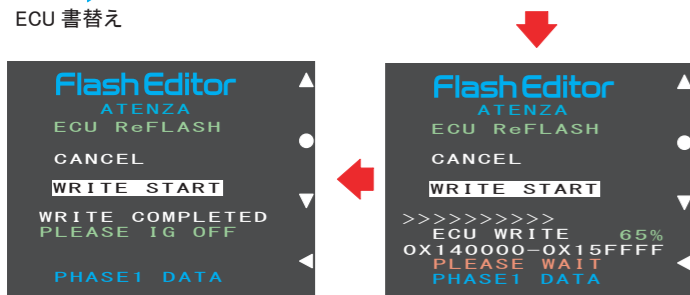 ECU 書替え
Flash Editor
ATENZA
ECU ReFLASH
CANCEL
WRITE START
WRITE COMPLETED
PLEASE IG OFF
PHASE1 DATA
Flash Editor
ATENZA
ECU ReFLASH
CANCEL
WRITE START
>>>>>>>>>>
ECU WRITE 65%
0X140000-0X15FFFF
PLEASE WAIT
PHASE1 DATA